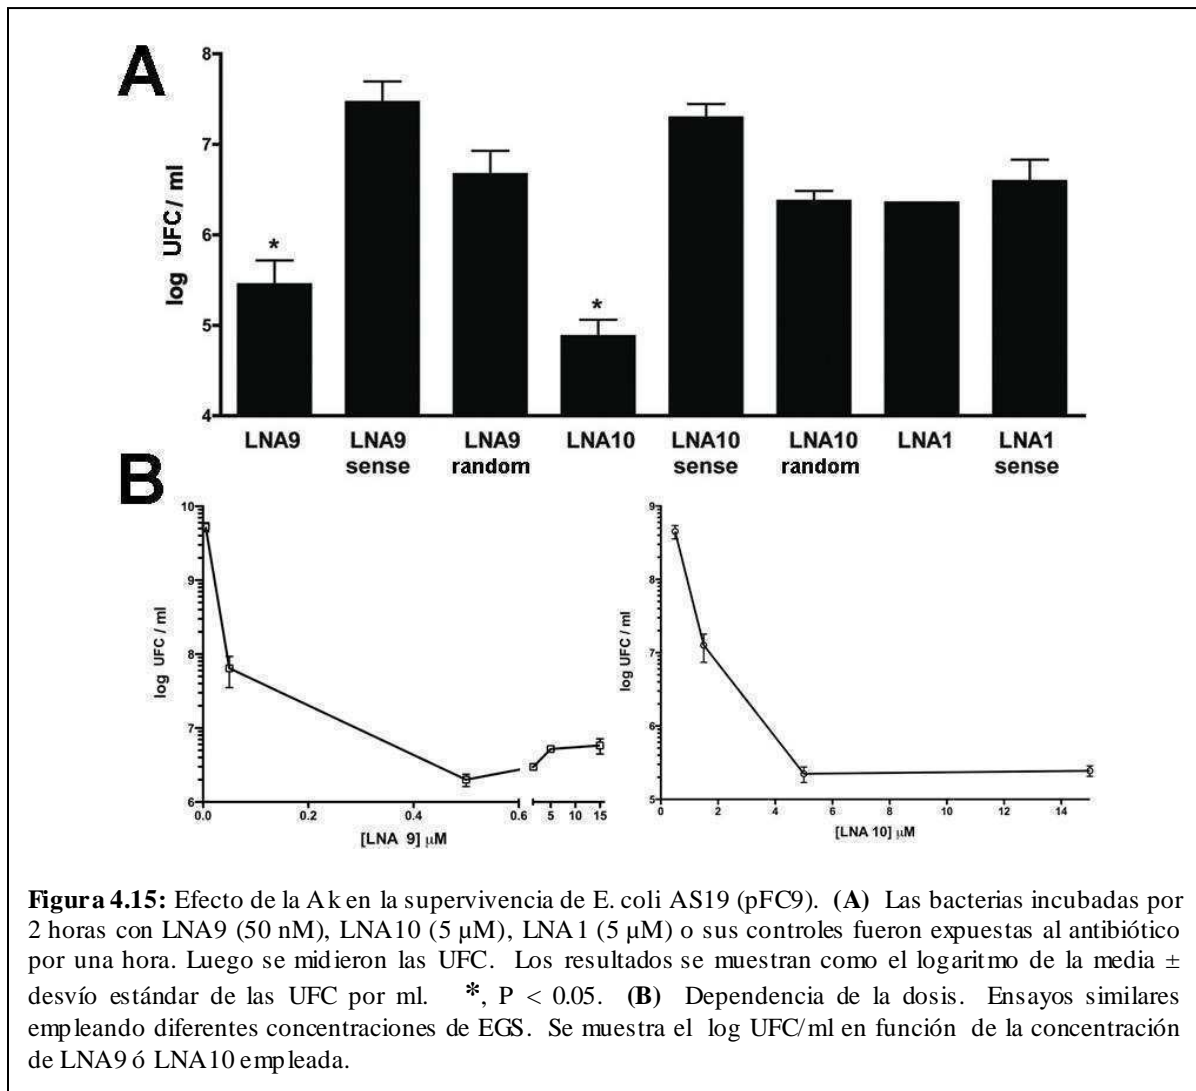 A
log UFC/ ml
8
7
6
5
4
*
*
LNA9
LNA9 sense
LNA9 random
LNA10
LNA10 sense
LNA10 random
LNA1
LNA1 sense
B
log UFC / ml
10
9
8
7
6
0.0 0.2 0.4 0.6 5 10 15
[LNA 9] μM
log UFC / ml
9
8
7
6
5
0 2 4 6 8 10 12 14
[LNA 10] μM
Figura 4.15: Efecto de la Ak en la supervivencia de E. coli AS19 (pFC9). (A) Las bacterias incubadas por
2 horas con LNA9 (50 nM), LNA10 (5 μM), LNA1 (5 μM) o sus controles fueron expuestas al antibiótico
por una hora. Luego se midieron las UFC. Los resultados se muestran como el logaritmo de la media ±
desvío estándar de las UFC por ml. *, P < 0.05. (B) Dependencia de la dosis. Ensayos similares
empleando diferentes concentraciones de EGS. Se muestra el log UFC/ml en función de la concentración
de LNA9 ó LNA10 empleada.